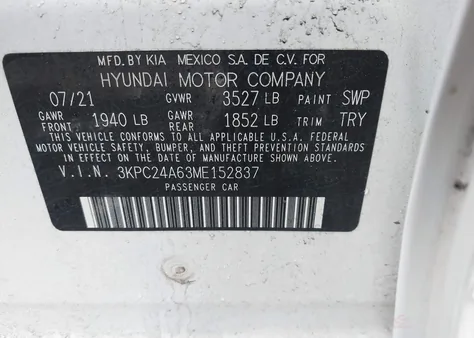 MFD. BY KIA MEXICO S.A. DE C.V. FOR
HYUNDAI MOTOR COMPANY
07/21 GVWR 3527 LB PAINT SWP
GAWR FRONT 1940 LB GAWR REAR 1852 LB TRIM TRY
THIS VEHICLE CONFORMS TO ALL APPLICABLE U.S.A. FEDERAL
MOTOR VEHICLE SAFETY, BUMPER, AND THEFT PREVENTION
STANDARDS IN EFFECT ON THE DATE OF MANUFACTURE SHOWN ABOVE.
V.I.N. 3KPC24A63ME152837
PASSENGER CAR